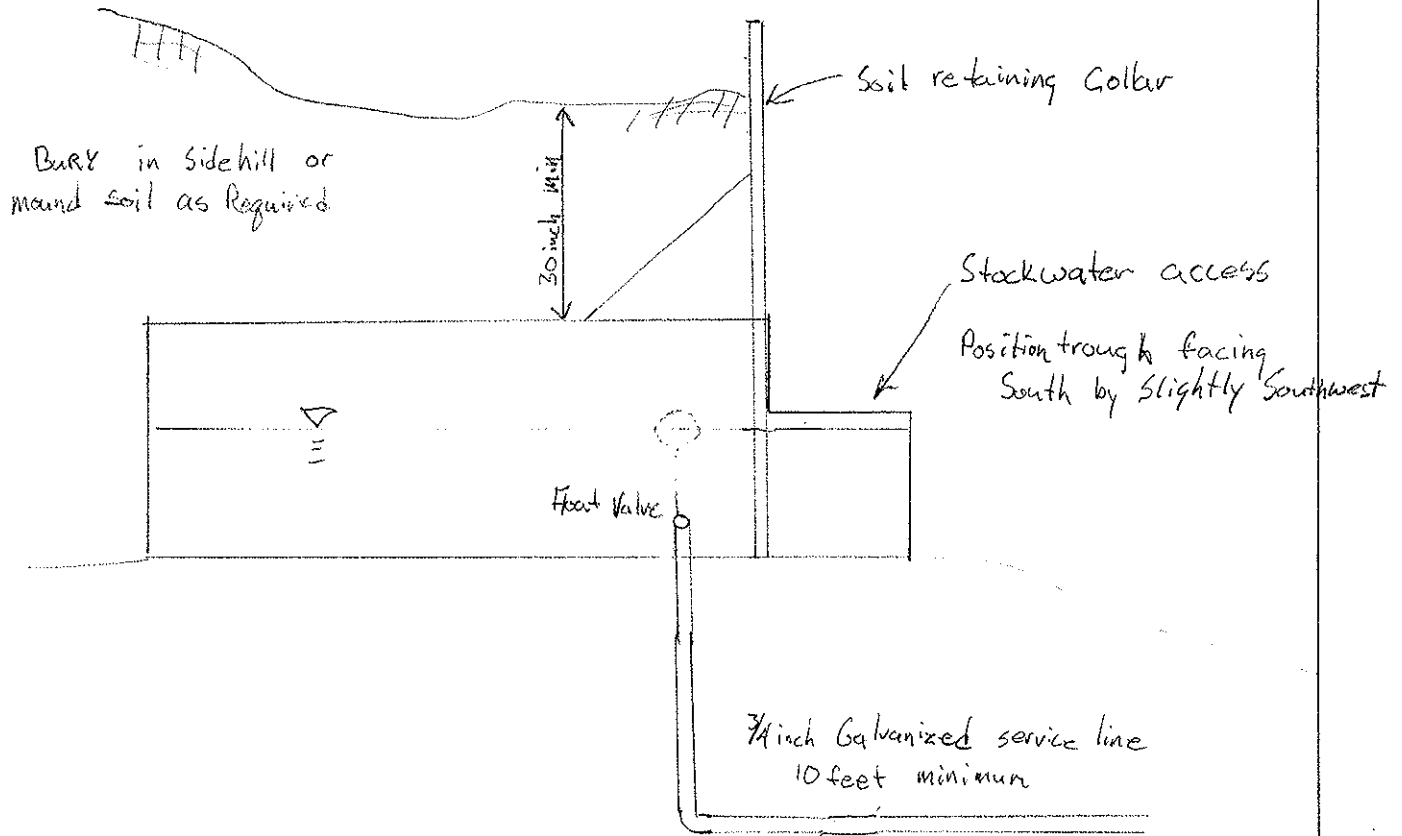 Soil retaining Collar
BURY in Sidehill or
mound soil as Required
30 inch min
Stockwater access
Position trough facing
South by Slightly Southwest
Float Valve
3/4 inch Galvanized service line
10 feet minimum